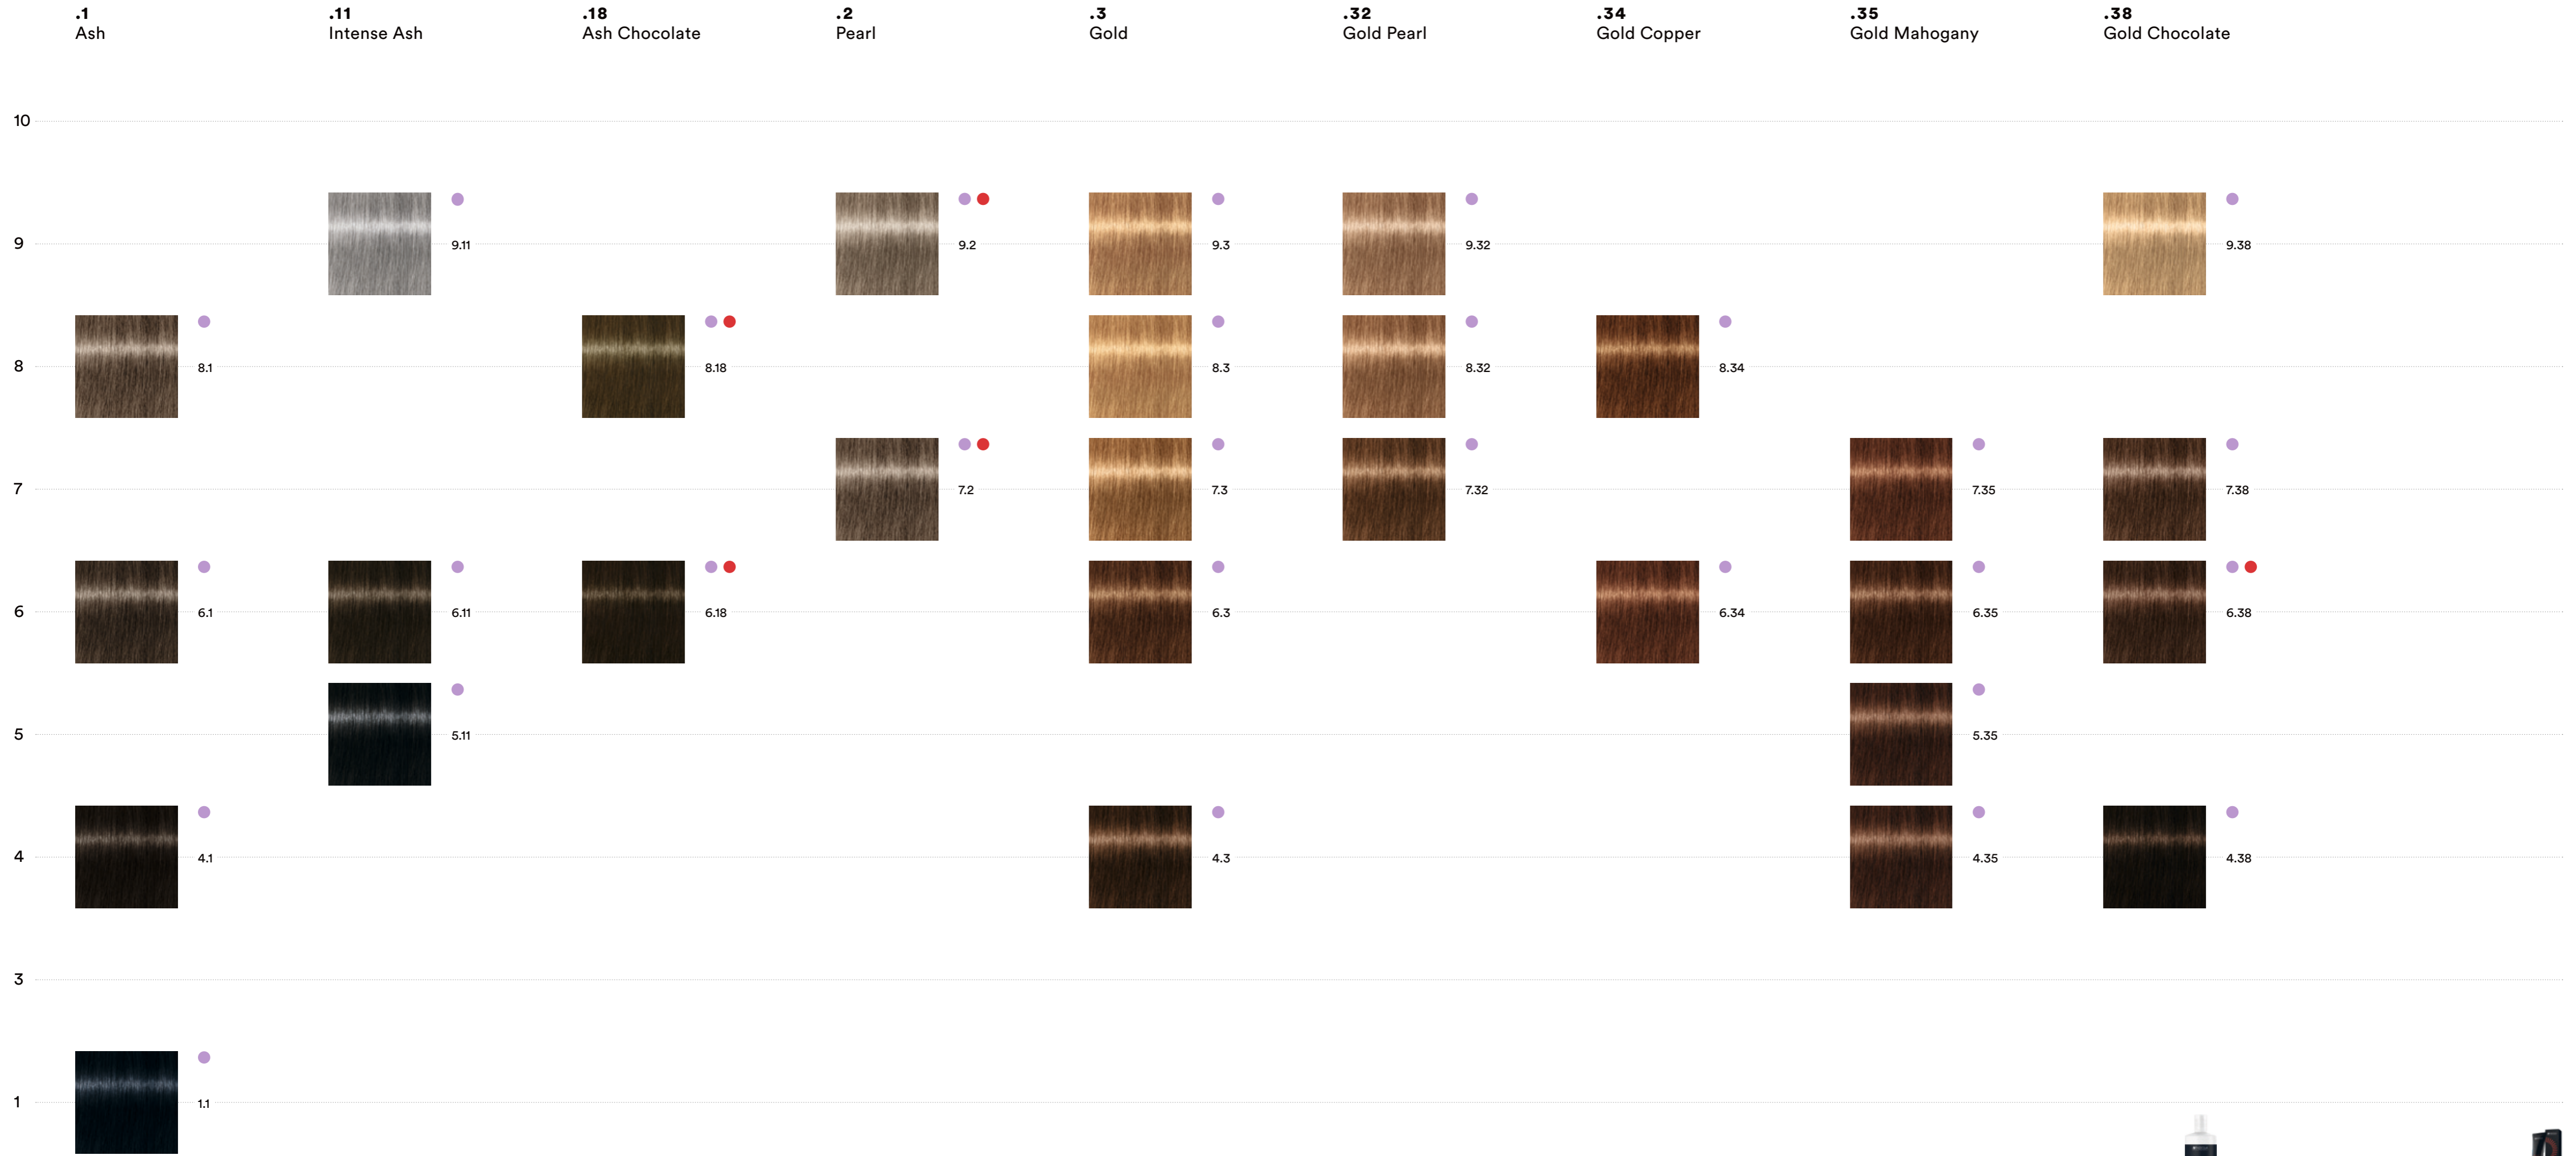 .1 .11 .18 .2 .3 .32 .34 .35 .38
Ash Intense Ash Ash Chocolate Pearl Gold Gold Pearl Gold Copper Gold Mahogany Gold Chocolate
10
9 9.11 9.2 9.3 9.32 9.38
8 8.1 8.18 8.3 8.32 8.34
7 7.2 7.3 7.32 7.35 7.38
6 6.1 6.11 6.18 6.3 6.34 6.35 6.38
5 5.11 5.35
4 4.1 4.3 4.35 4.38
3
1 1.1